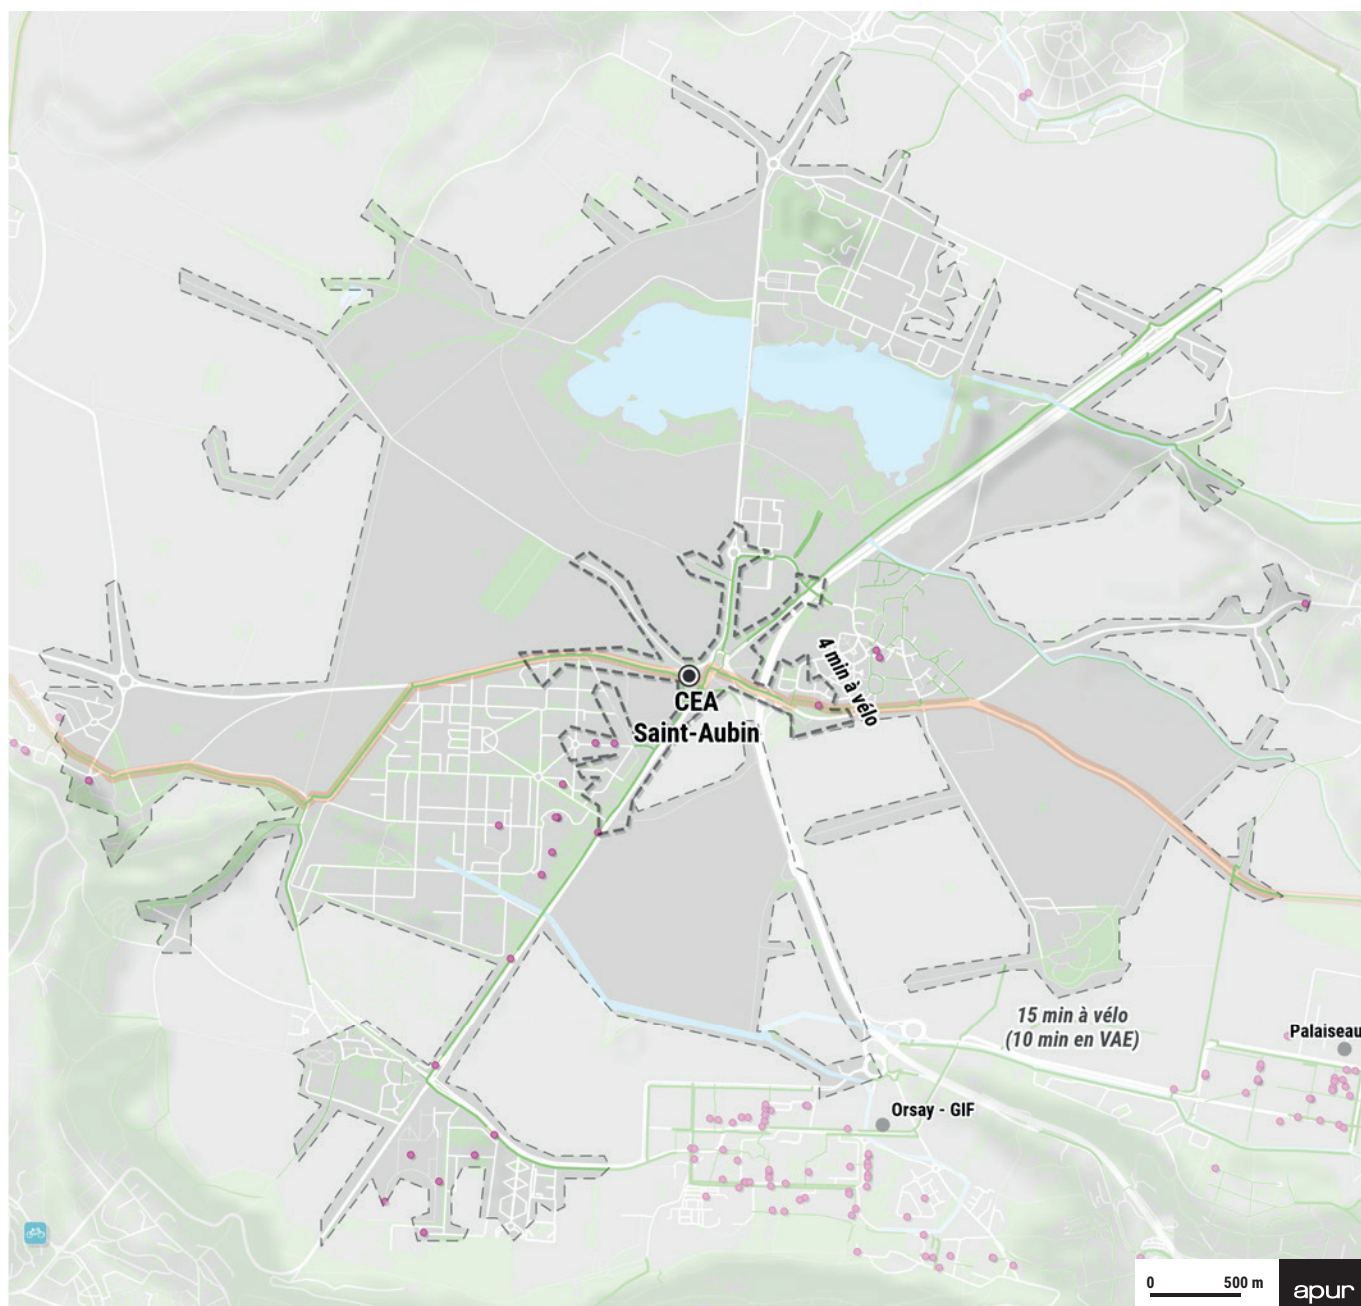 4 min à vélo
CEA
Saint-Aubin
15 min à vélo
(10 min en VAE)
Palaiseau
Orsay - GIF
0 500 m
apur